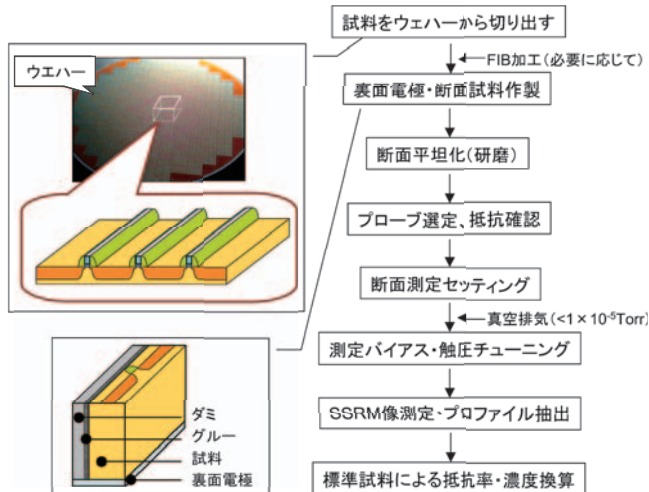 試料をウェハーから切り出す
FIB加工(必要に応じて)
裏面電極・断面試料作製
断面平坦化(研磨)
プローブ選定、抵抗確認
断面測定セッティング
真空排気(<1×10⁻⁵Torr)
測定バイアス・触圧チューニング
SSRM像測定・プロファイル抽出
標準試料による抵抗率・濃度換算
ウエハー
ダミ
グルー
試料
裏面電極